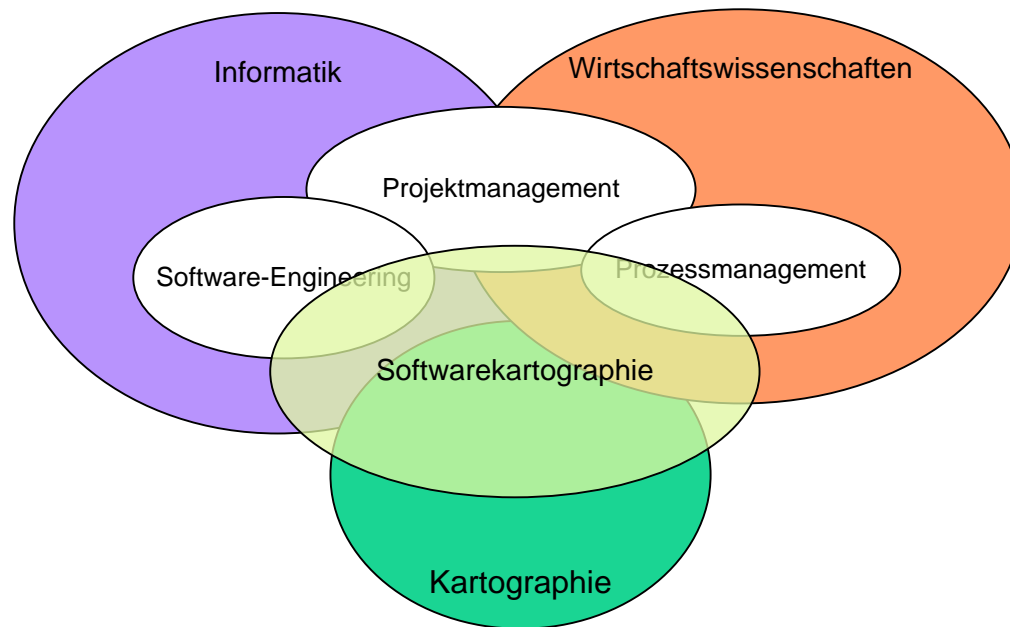 Informatik
Wirtschaftswissenschaften
Projektmanagement
Software-Engineering
Prozessmanagement
Softwarekartographie
Kartographie